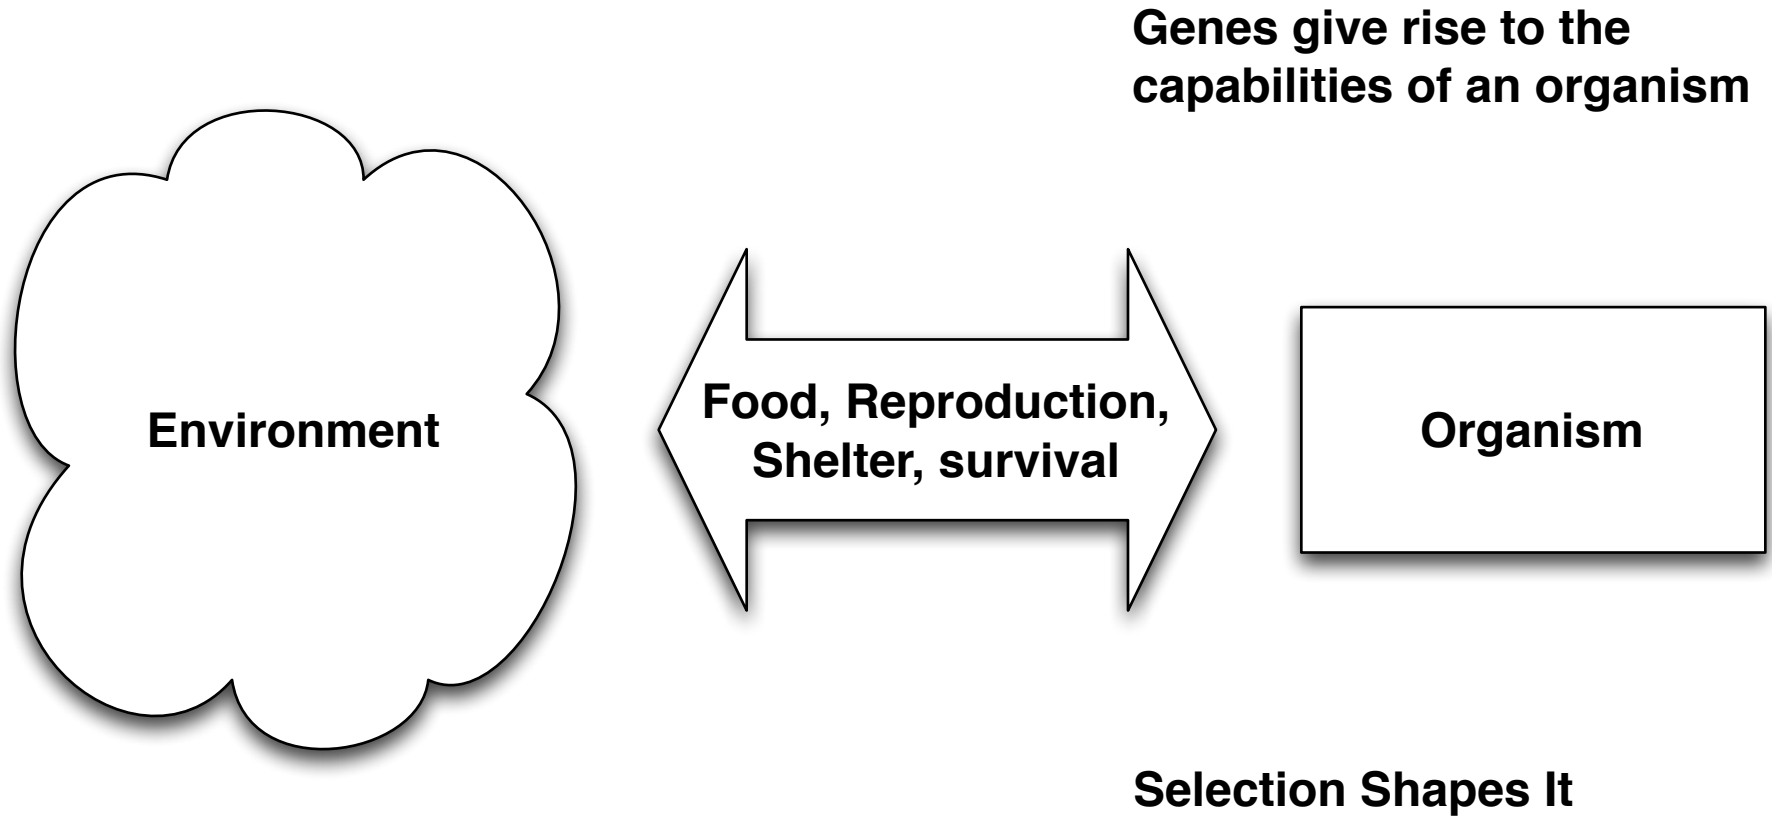 Genes give rise to the
capabilities of an organism
Environment
Food, Reproduction,
Shelter, survival
Organism
Selection Shapes It